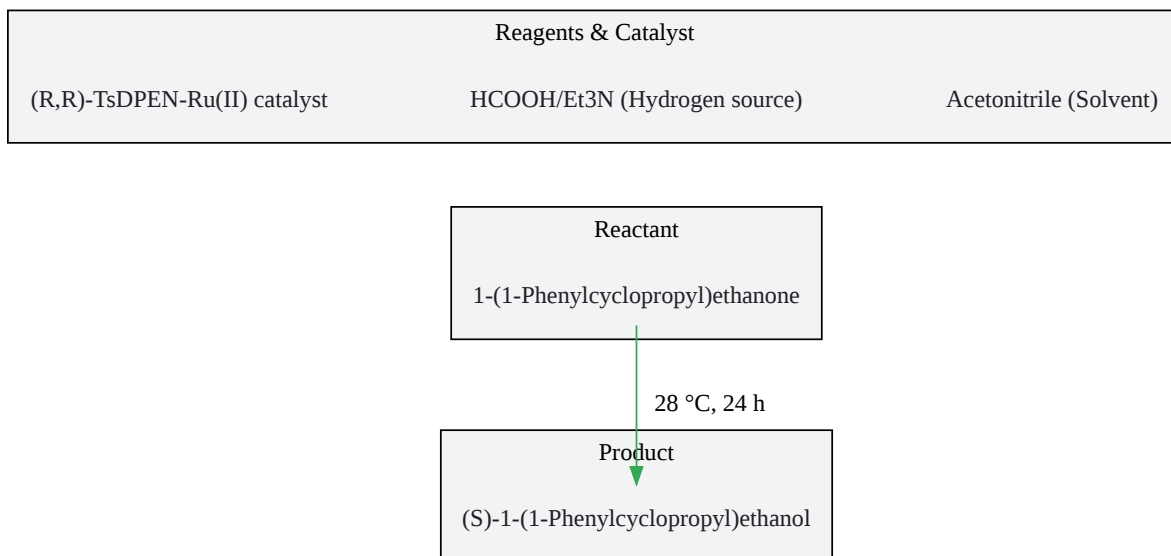 Reagents & Catalyst
(R,R)-TsDPEN-Ru(II) catalyst HCOOH/Et3N (Hydrogen source) Acetonitrile (Solvent)
Reactant
1-(1-Phenylcyclopropyl)ethanone
28 °C, 24 h
Product
(S)-1-(1-Phenylcyclopropyl)ethanol